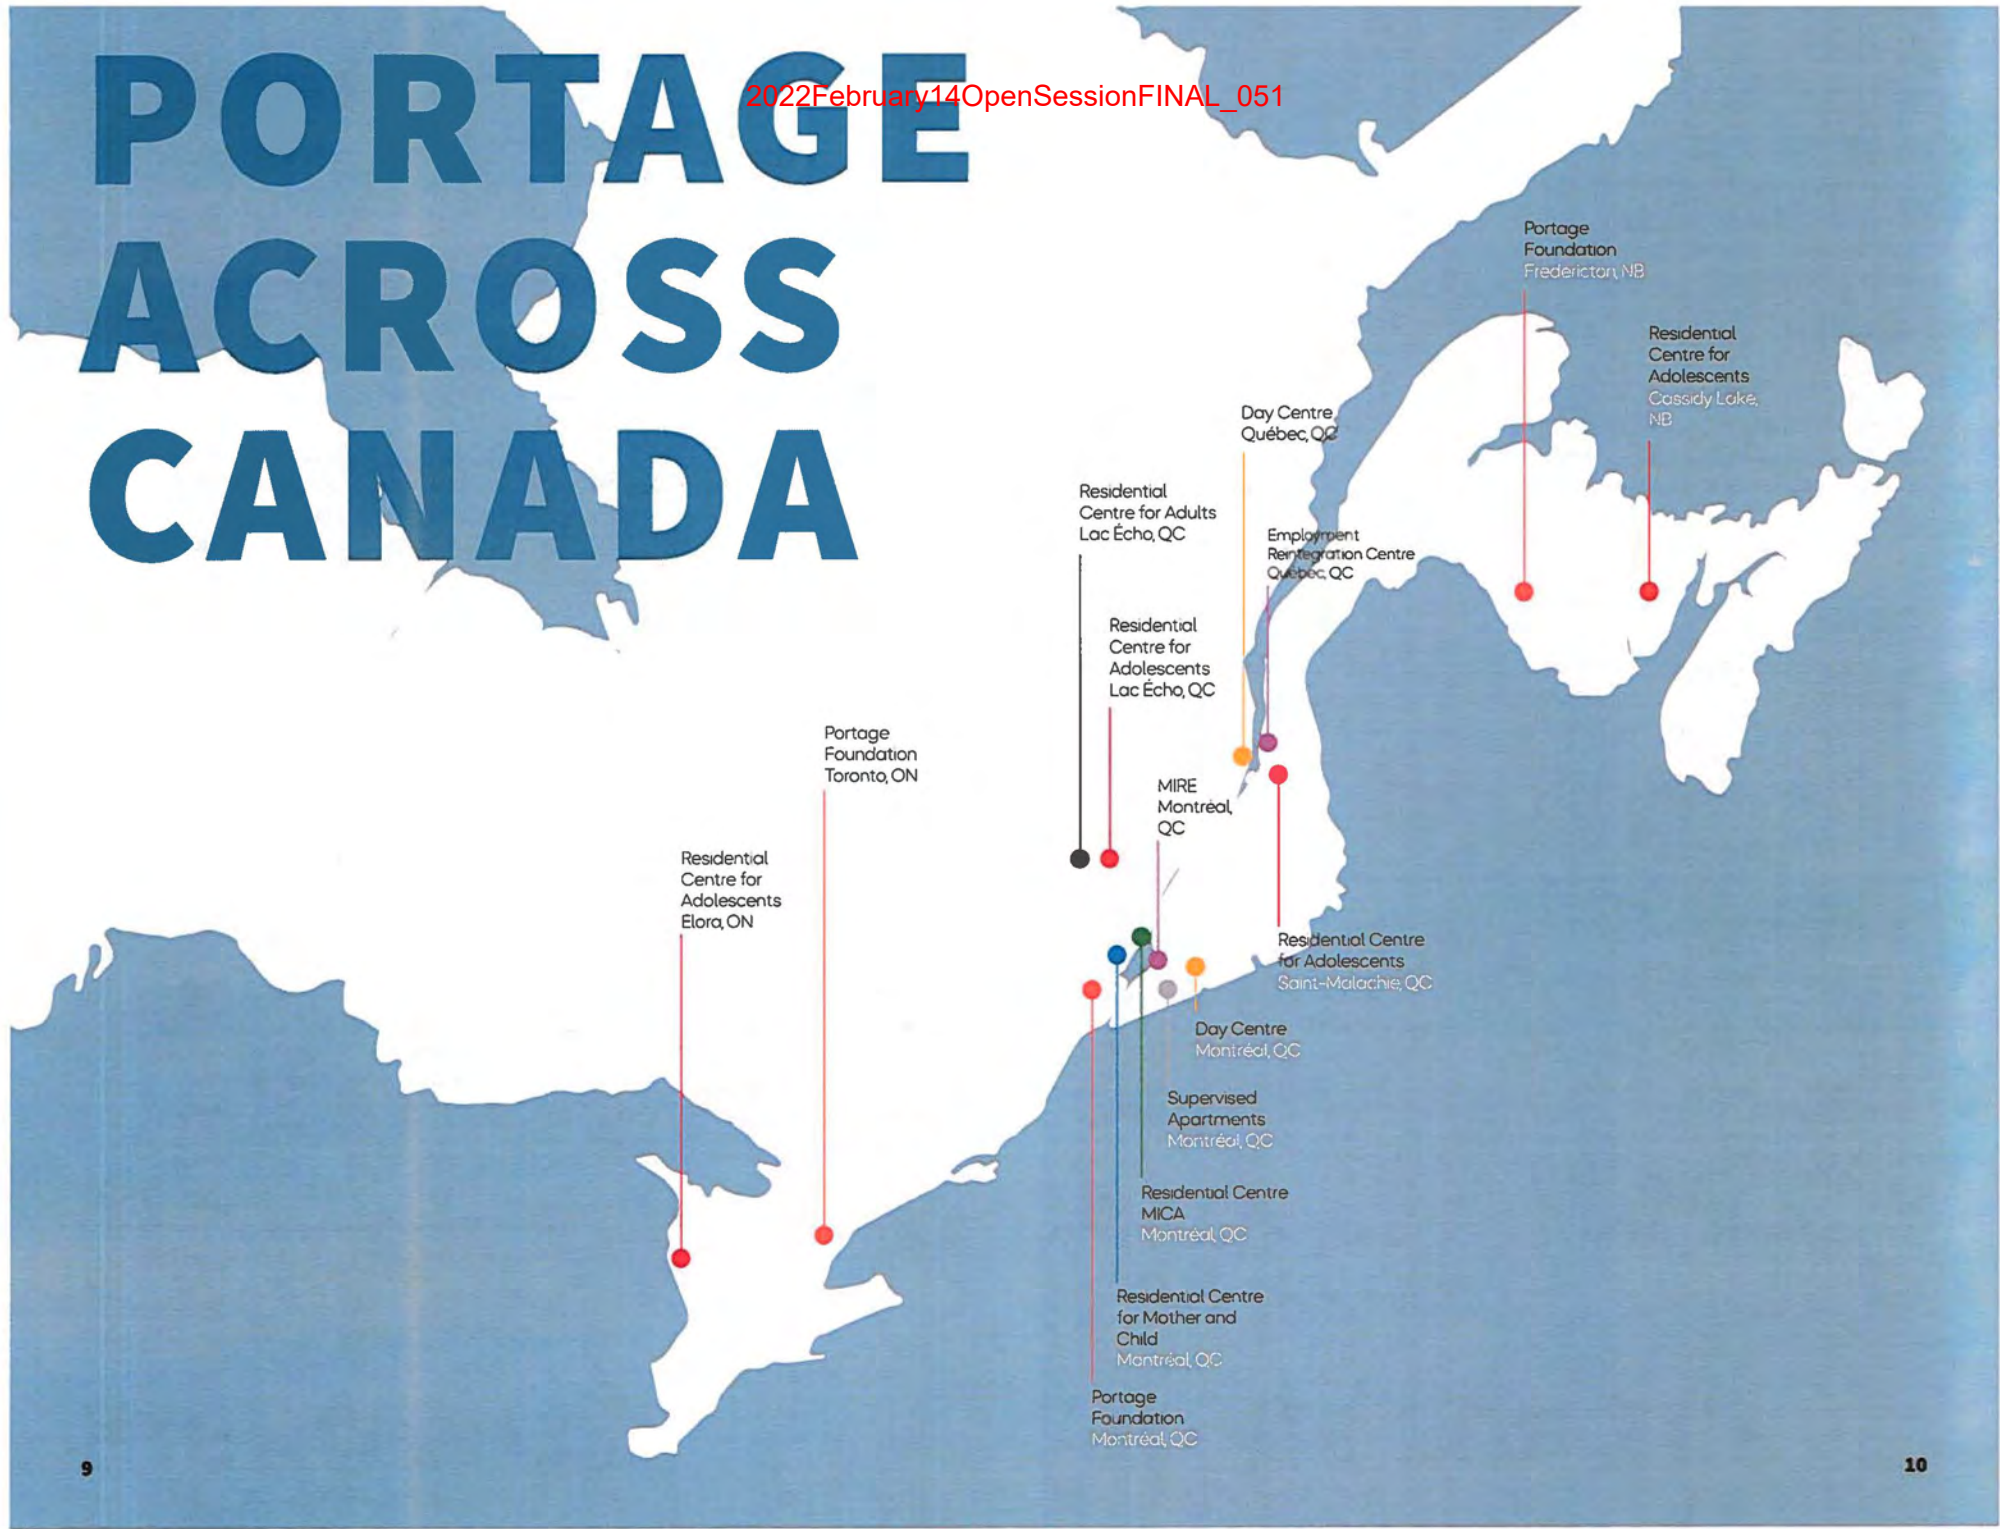 PORTAGE
2022February14OpenSessionFINAL_051
ACROSS
CANADA
Portage
Foundation
Fredericton, NB
Residential
Centre for
Adolescents
Cassidy Lake,
NB
Day Centre
Québec, QC
Residential
Centre for Adults
Lac Écho, QC
Employment
Reintegration Centre
Québec, QC
Residential
Centre for
Adolescents
Lac Écho, QC
Portage
Foundation
Toronto, ON
MIRE
Montréal,
QC
Residential
Centre for
Adolescents
Elora, ON
Residential Centre
for Adolescents
Saint-Malachie, QC
Day Centre
Montréal, QC
Supervised
Apartments
Montréal, QC
Residential Centre
MICA
Montréal, QC
Residential Centre
for Mother and
Child
Montréal, QC
Portage
Foundation
Montréal, QC
9
10